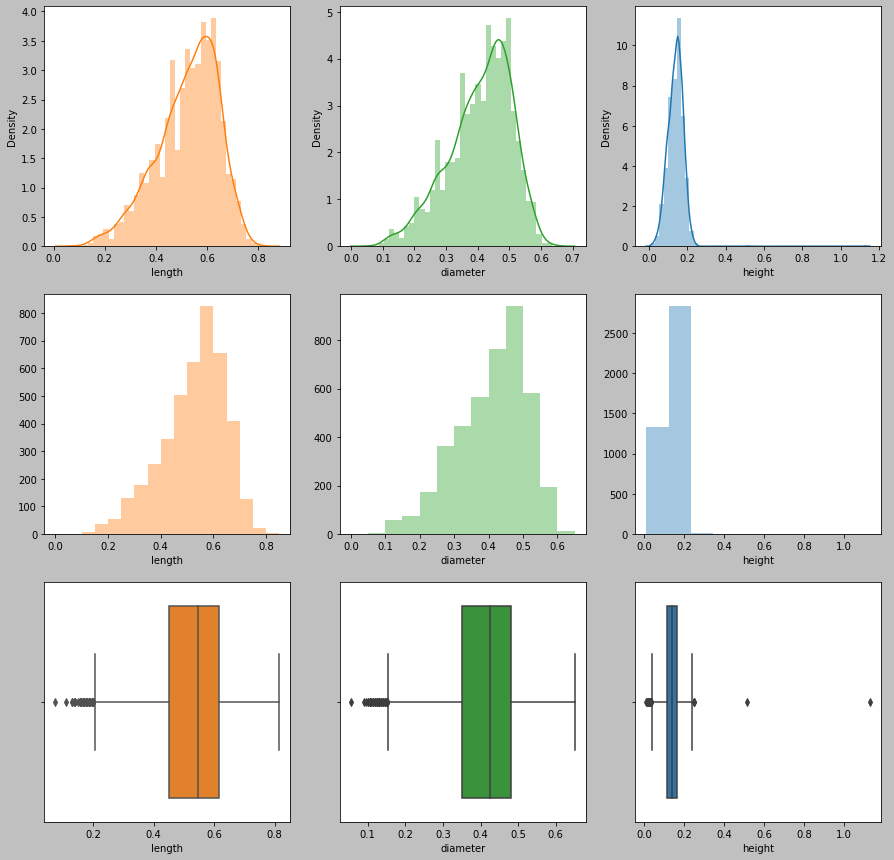 4.0
3.5
3.0
2.5
2.0
1.5
1.0
0.5
0.0
Density
0.0 0.2 0.4 0.6 0.8
length
5
4
3
2
1
0
Density
0.0 0.1 0.2 0.3 0.4 0.5 0.6 0.7
diameter
10
8
6
4
2
0
Density
0.0 0.2 0.4 0.6 0.8 1.0 1.2
height
800
700
600
500
400
300
200
100
0
0.0 0.2 0.4 0.6 0.8
length
800
600
400
200
0
0.0 0.1 0.2 0.3 0.4 0.5 0.6
diameter
2500
2000
1500
1000
500
0
0.0 0.2 0.4 0.6 0.8 1.0
height
0.2 0.4 0.6 0.8
length
0.1 0.2 0.3 0.4 0.5 0.6
diameter
0.0 0.2 0.4 0.6 0.8 1.0
height